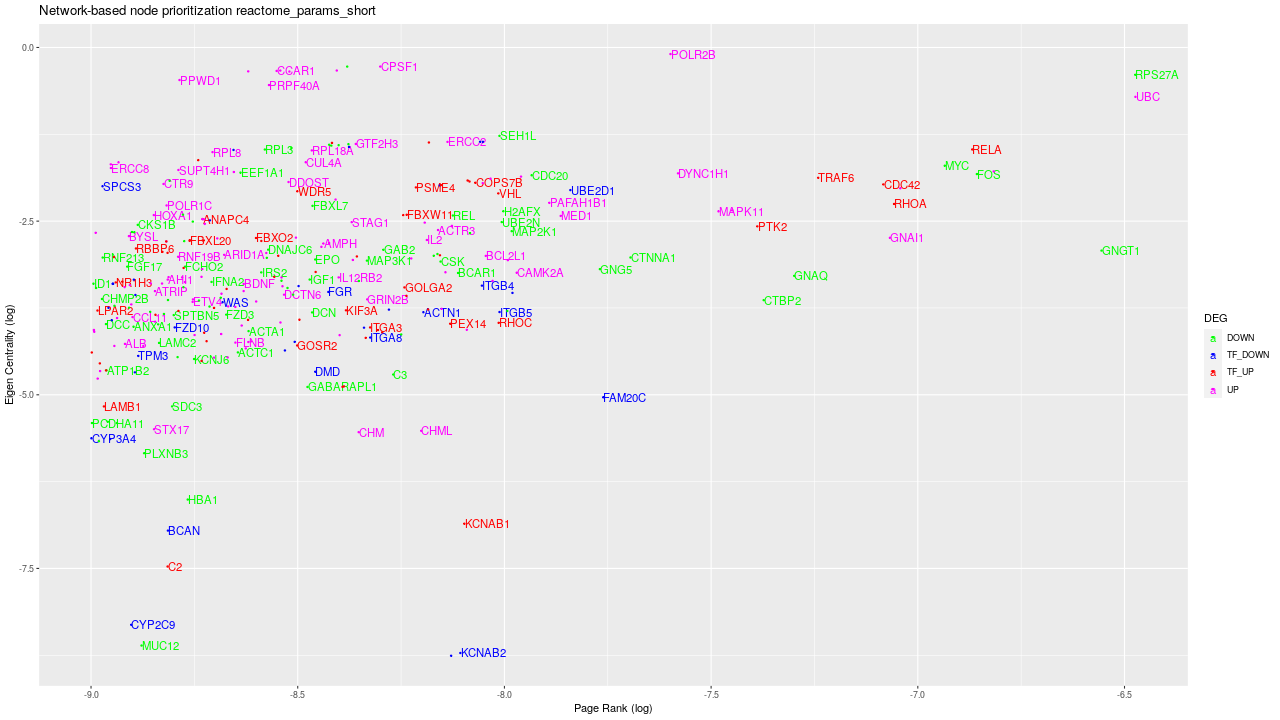 Network-based node prioritization reactome_params_short
0.0
POLR2B
CCAR1
CPSF1
PPWD1
PRPF40A
RPS27A
UBC
SEH1L
ERCC2
GTF2H3
RPL8
RPL3
RPL18A
RELA
ERCC8
SUPT4H1
CUL4A
EEF1A1
MYC
DYNC1H1
CDC20
FOS
TRAF6
SPCS3
CTR9
DDOST
WDR5
PSME4
COPS7B
VHL
UBE2D1
CDC42
POLR1C
FBXL7
PAFAH1B1
RHOA
HOXA1
ANAPC4
FBXW11
REL
H2AFX
MED1
MAPK11
-2.5
CKS1B
STAG1
UBE2N
PTK2
BYSL
FBXL20
FBXO2
AMPH
ACTR3
IL2
MAP2K1
GNAI1
RBBP6
RNF213
RNF19B
ARID1A
DNAJC6
GAB2
BCL2L1
CTNNA1
GNGT1
FGF17
FCHO2
EPO
MAP3K1
CSK
IRS2
BCAR1
CAMK2A
GNG5
GNAQ
ID1
NR1H3
AHI1
IFNA2
BDNF
IGF1
IL12RB2
ITGB4
ATRIP
DCTN6
FGR
GOLGA2
CHMP2B
ETV4
WAS
GRIN2B
CTBP2
LPAR2
CCL11
SPTBN5
FZD3
DCN
KIF3A
ACTN1
ITGB5
DCC
ANXA1
FZD10
ACTA1
ITGA3
PEX14
RHOC
ALB
LAMC2
FLNB
GOSR2
ITGA8
TPM3
KCNJ6
ACTC1
ATP1B2
DMD
C3
GABARAPL1
-5.0
FAM20C
LAMB1
SDC3
PCDHA11
STX17
CHM
CHML
CYP3A4
PLXNB3
HBA1
KCNAB1
BCAN
-7.5
C2
CYP2C9
MUC12
KCNAB2
-9.0
-8.5
-8.0
-7.5
-7.0
-6.5
Page Rank (log)
Eigen Centrality (log)
DEG
a DOWN
a TF_DOWN
a TF_UP
a UP